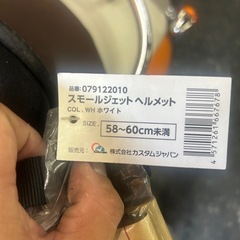 品番: 079122010
スモールジェット ヘルメット
COL. WH ホワイト
SIZE. 58〜60cm未満
販売元: 株式会社カスタムジャパン
4571261667678